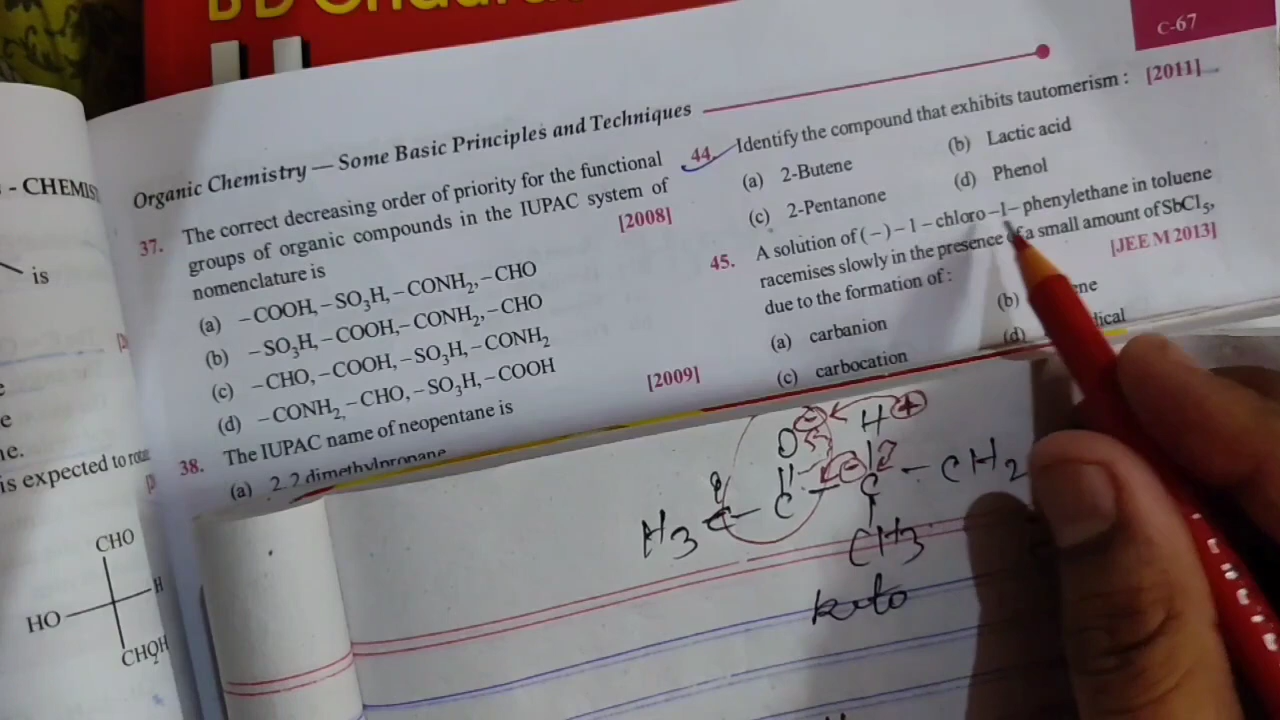 C-67
Organic Chemistry — Some Basic Principles and Techniques
- CHEMIS
is
is expected to rota
CHO
HO
H
CH2OH
37. The correct decreasing order of priority for the functional
groups of organic compounds in the IUPAC system of
nomenclature is [2008]
(a) –COOH, –SO3H, –CONH2, –CHO
(b) –SO3H, –COOH, –CONH2, –CHO
(c) –CHO, –COOH, –SO3H, –CONH2
(d) –CONH2, –CHO, –SO3H, –COOH
38. The IUPAC name of neopentane is [2009]
(a) 2, 2 dimethylpropane
44. Identify the compound that exhibits tautomerism : [2011]
(a) 2-Butene (b) Lactic acid
(c) 2-Pentanone (d) Phenol
45. A solution of (–) – 1 – chloro –1– phenylethane in toluene
racemises slowly in the presence of a small amount of SbCl5,
due to the formation of : [JEE M 2013]
(a) carbanion (b)
(c) carbocation (d)
O H
H3C – C – C – CH2
CH3
keto